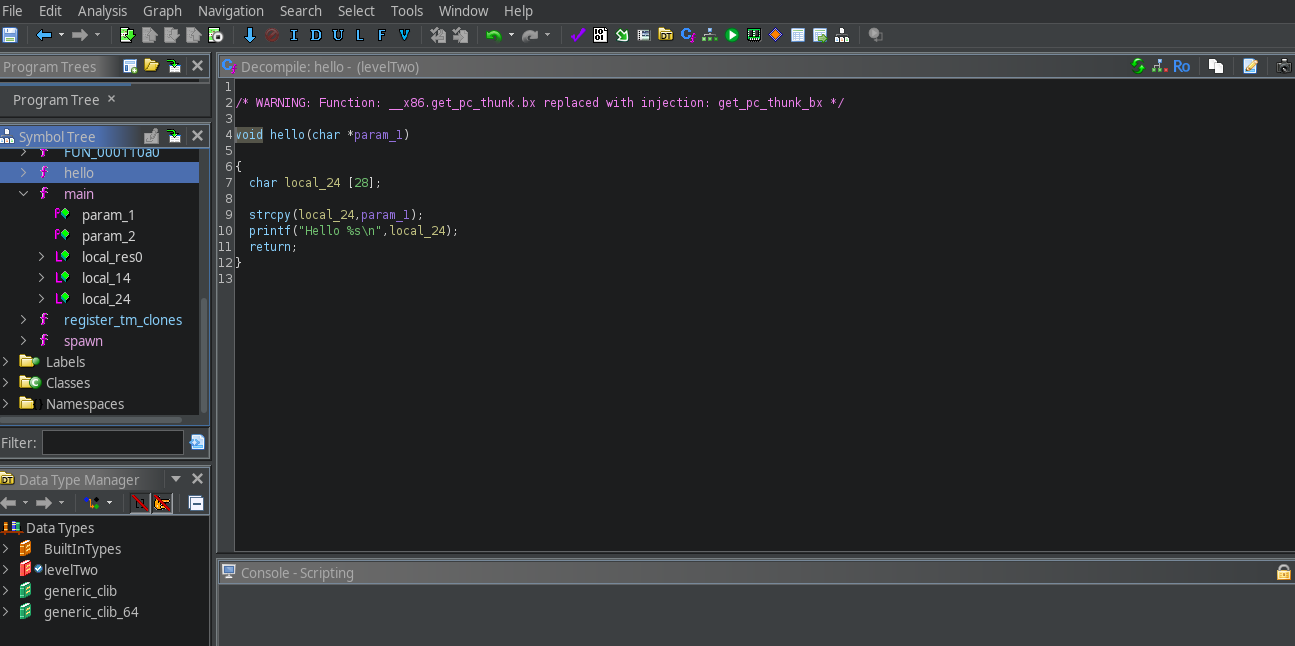 File Edit Analysis Graph Navigation Search Select Tools Window Help
I D U L F V
Program Trees
Program Tree ×
Symbol Tree
FUN_000110a0
hello
main
param_1
param_2
local_res0
local_14
local_24
register_tm_clones
spawn
Labels
Classes
Namespaces
Filter:
Data Type Manager
Data Types
BuiltInTypes
levelTwo
generic_clib
generic_clib_64
Decompile: hello - (levelTwo)
Ro
1
2 /* WARNING: Function: __x86.get_pc_thunk.bx replaced with injection: get_pc_thunk_bx */
3
4 void hello(char *param_1)
5
6 {
7 char local_24 [28];
8
9 strcpy(local_24,param_1);
10 printf("Hello %s\n",local_24);
11 return;
12 }
13
Console - Scripting